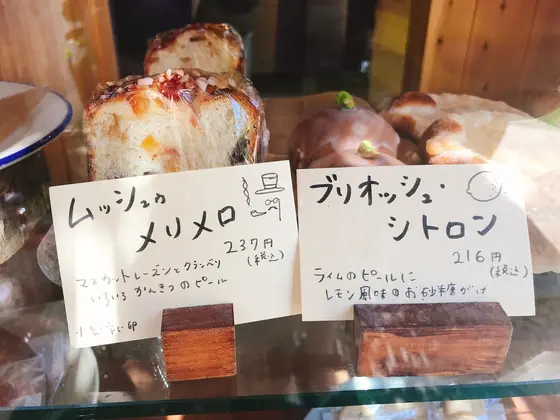 ムッシュゥ
メリメロ
237円
(税込)
マスカットレーズンとクランベリ
いろいろかんきつのピール
卵
ブリオッシュ・
シトロン
216円
(税込)
ライムのピールに
レモン風味のお砂糖がけ